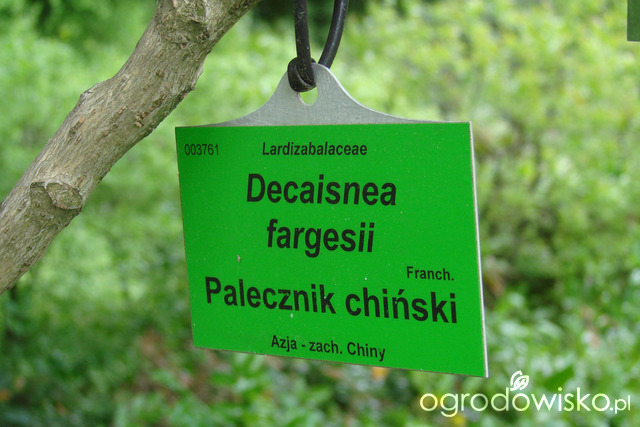 003761 Lardizabalaceae
Decaisnea
fargesii
Franch.
Palecznik chiński
Azja - zach. Chiny
ogrodowisko.pl